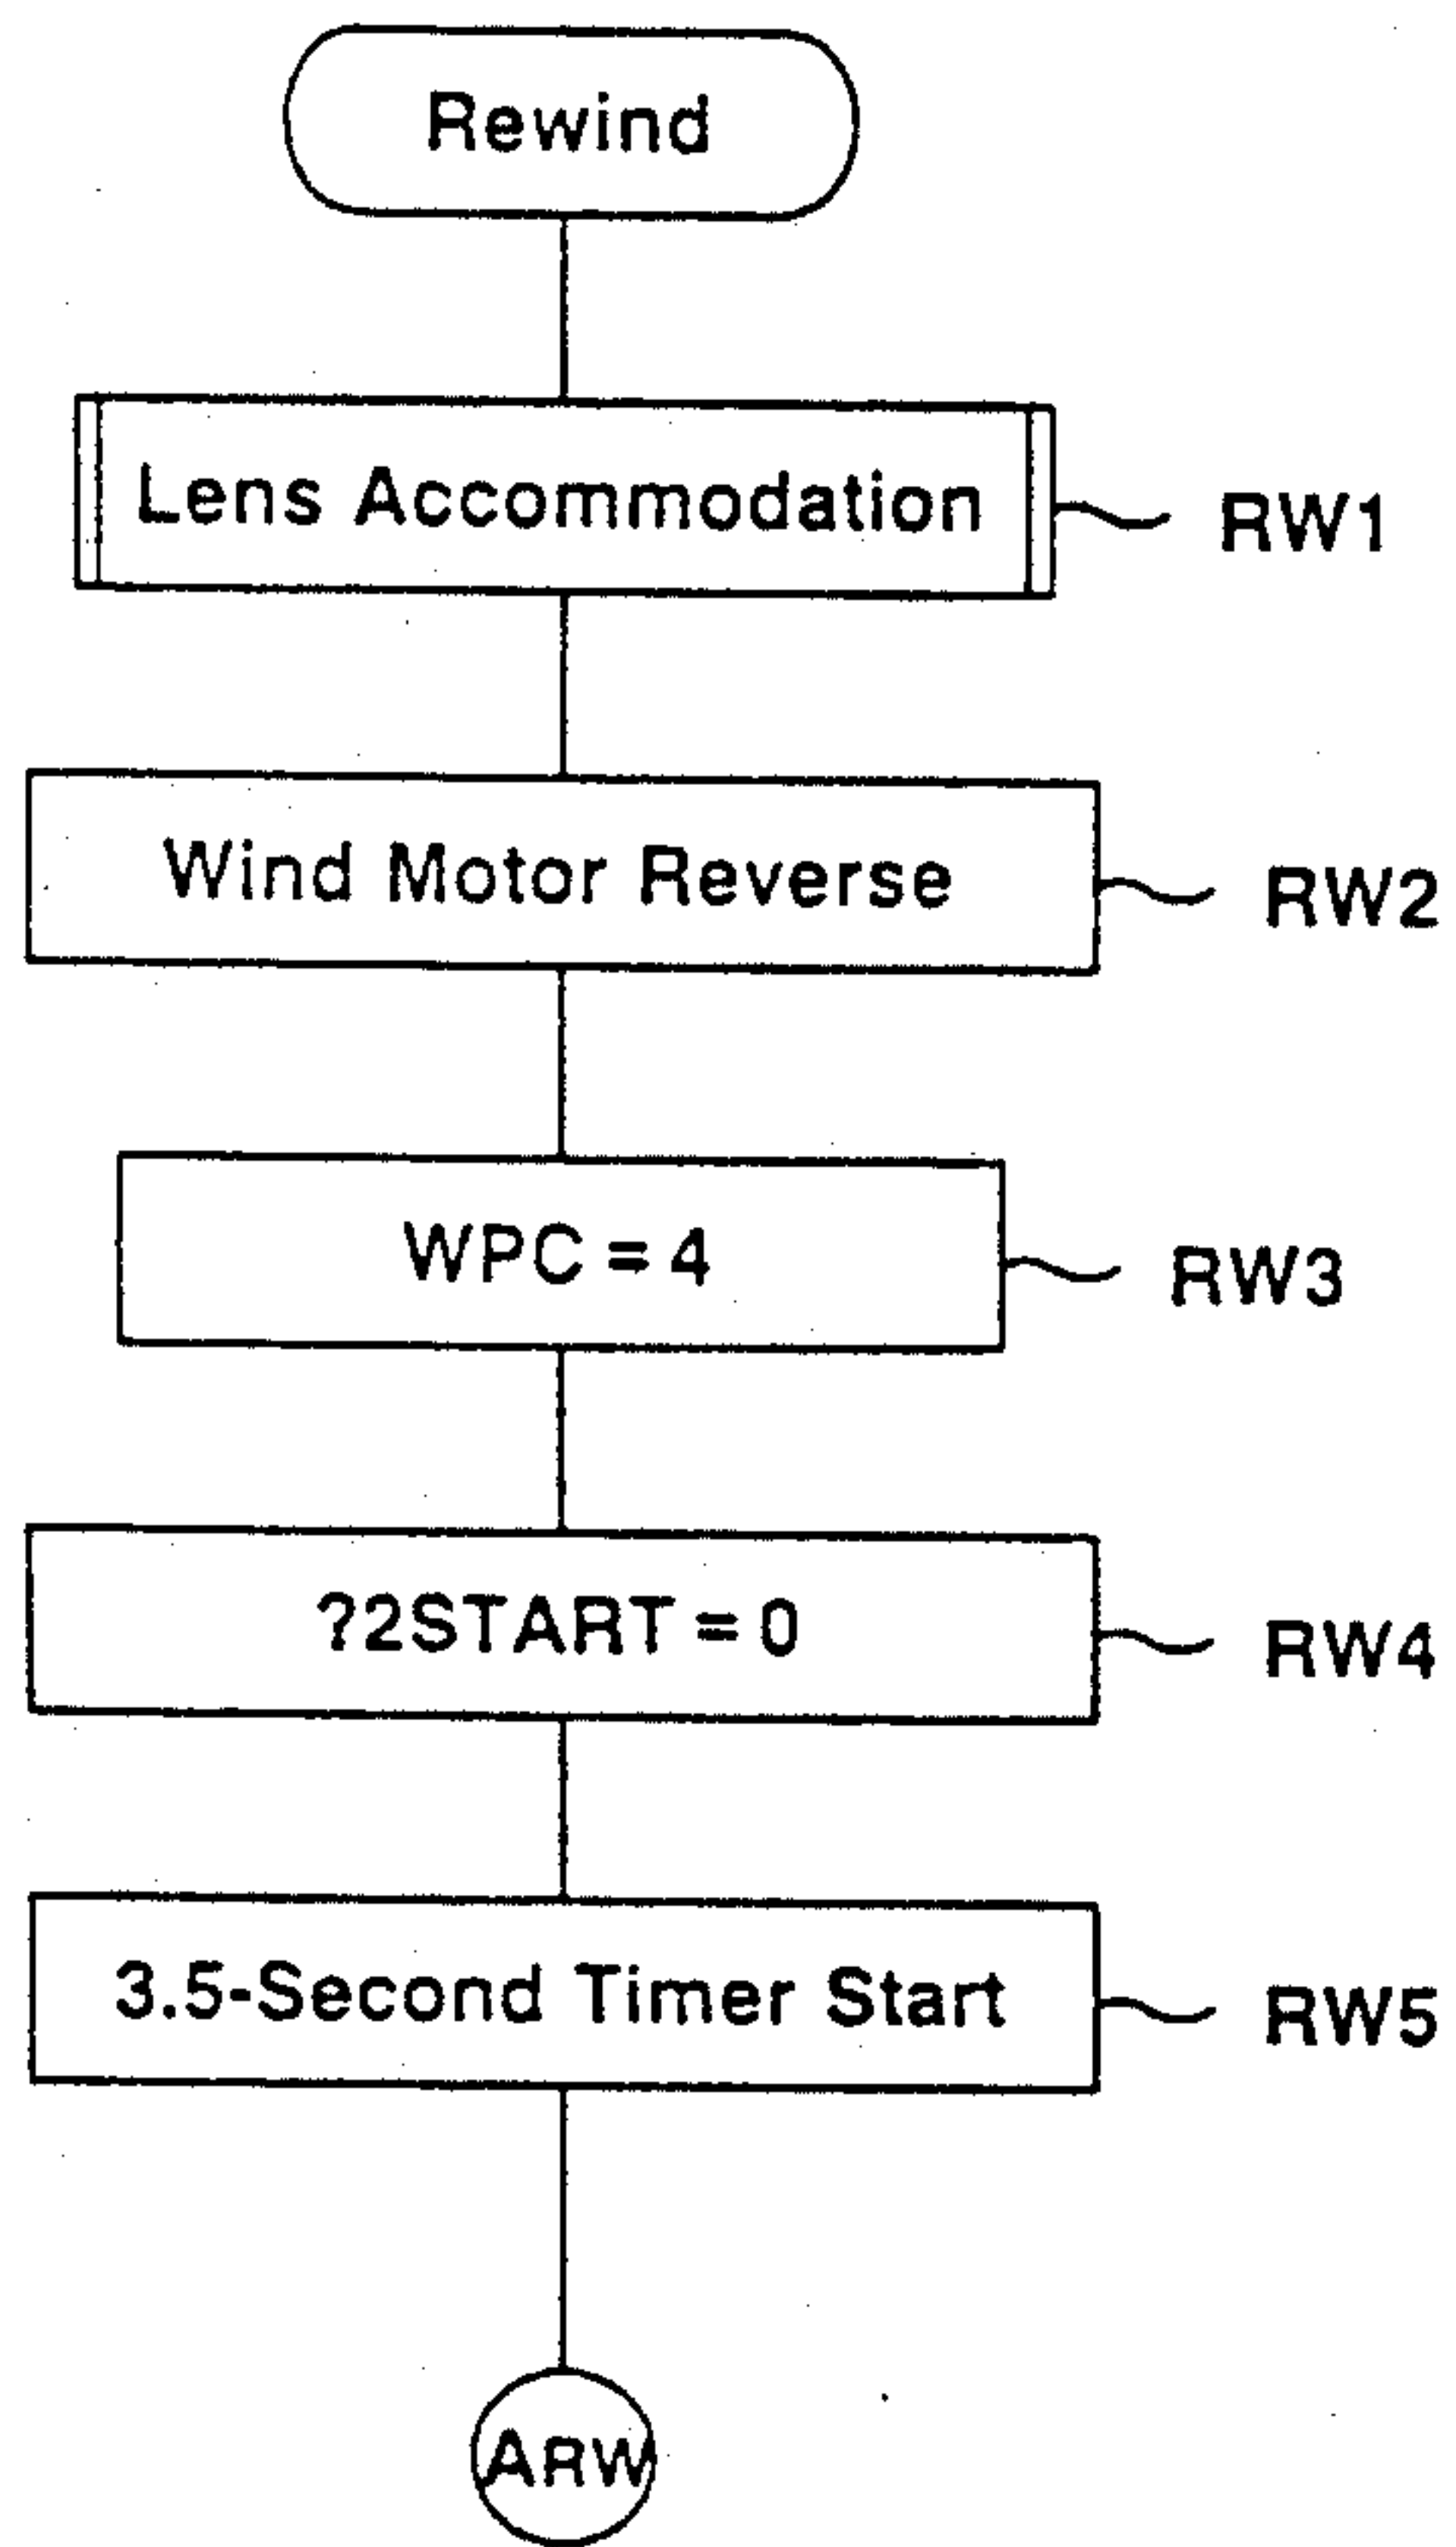 Rewind
Lens Accommodation
RW1
Wind Motor Reverse
RW2
WPC = 4
RW3
?2START = 0
RW4
3.5-Second Timer Start
RW5
ARW